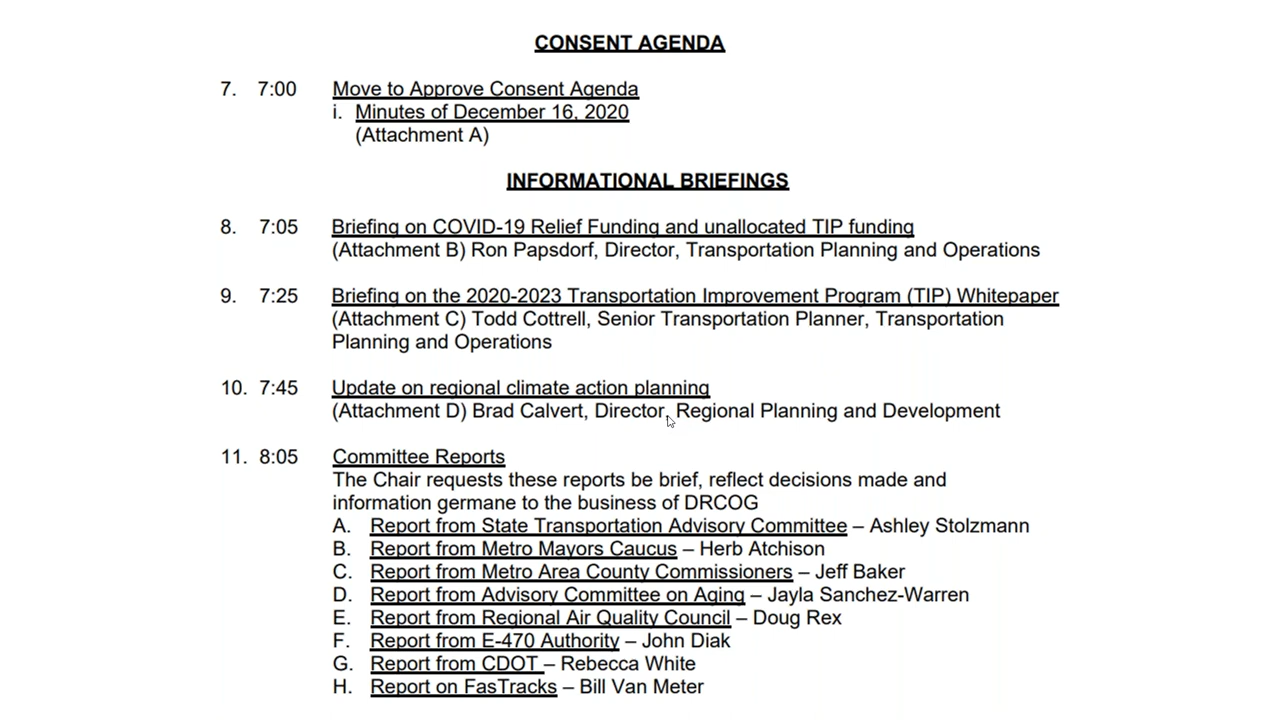 CONSENT AGENDA
7. 7:00 Move to Approve Consent Agenda
i. Minutes of December 16, 2020
(Attachment A)
INFORMATIONAL BRIEFINGS
8. 7:05 Briefing on COVID-19 Relief Funding and unallocated TIP funding
(Attachment B) Ron Papsdorf, Director, Transportation Planning and Operations
9. 7:25 Briefing on the 2020-2023 Transportation Improvement Program (TIP) Whitepaper
(Attachment C) Todd Cottrell, Senior Transportation Planner, Transportation
Planning and Operations
10. 7:45 Update on regional climate action planning
(Attachment D) Brad Calvert, Director, Regional Planning and Development
11. 8:05 Committee Reports
The Chair requests these reports be brief, reflect decisions made and
information germane to the business of DRCOG
A. Report from State Transportation Advisory Committee – Ashley Stolzmann
B. Report from Metro Mayors Caucus – Herb Atchison
C. Report from Metro Area County Commissioners – Jeff Baker
D. Report from Advisory Committee on Aging – Jayla Sanchez-Warren
E. Report from Regional Air Quality Council – Doug Rex
F. Report from E-470 Authority – John Diak
G. Report from CDOT – Rebecca White
H. Report on FasTracks – Bill Van Meter